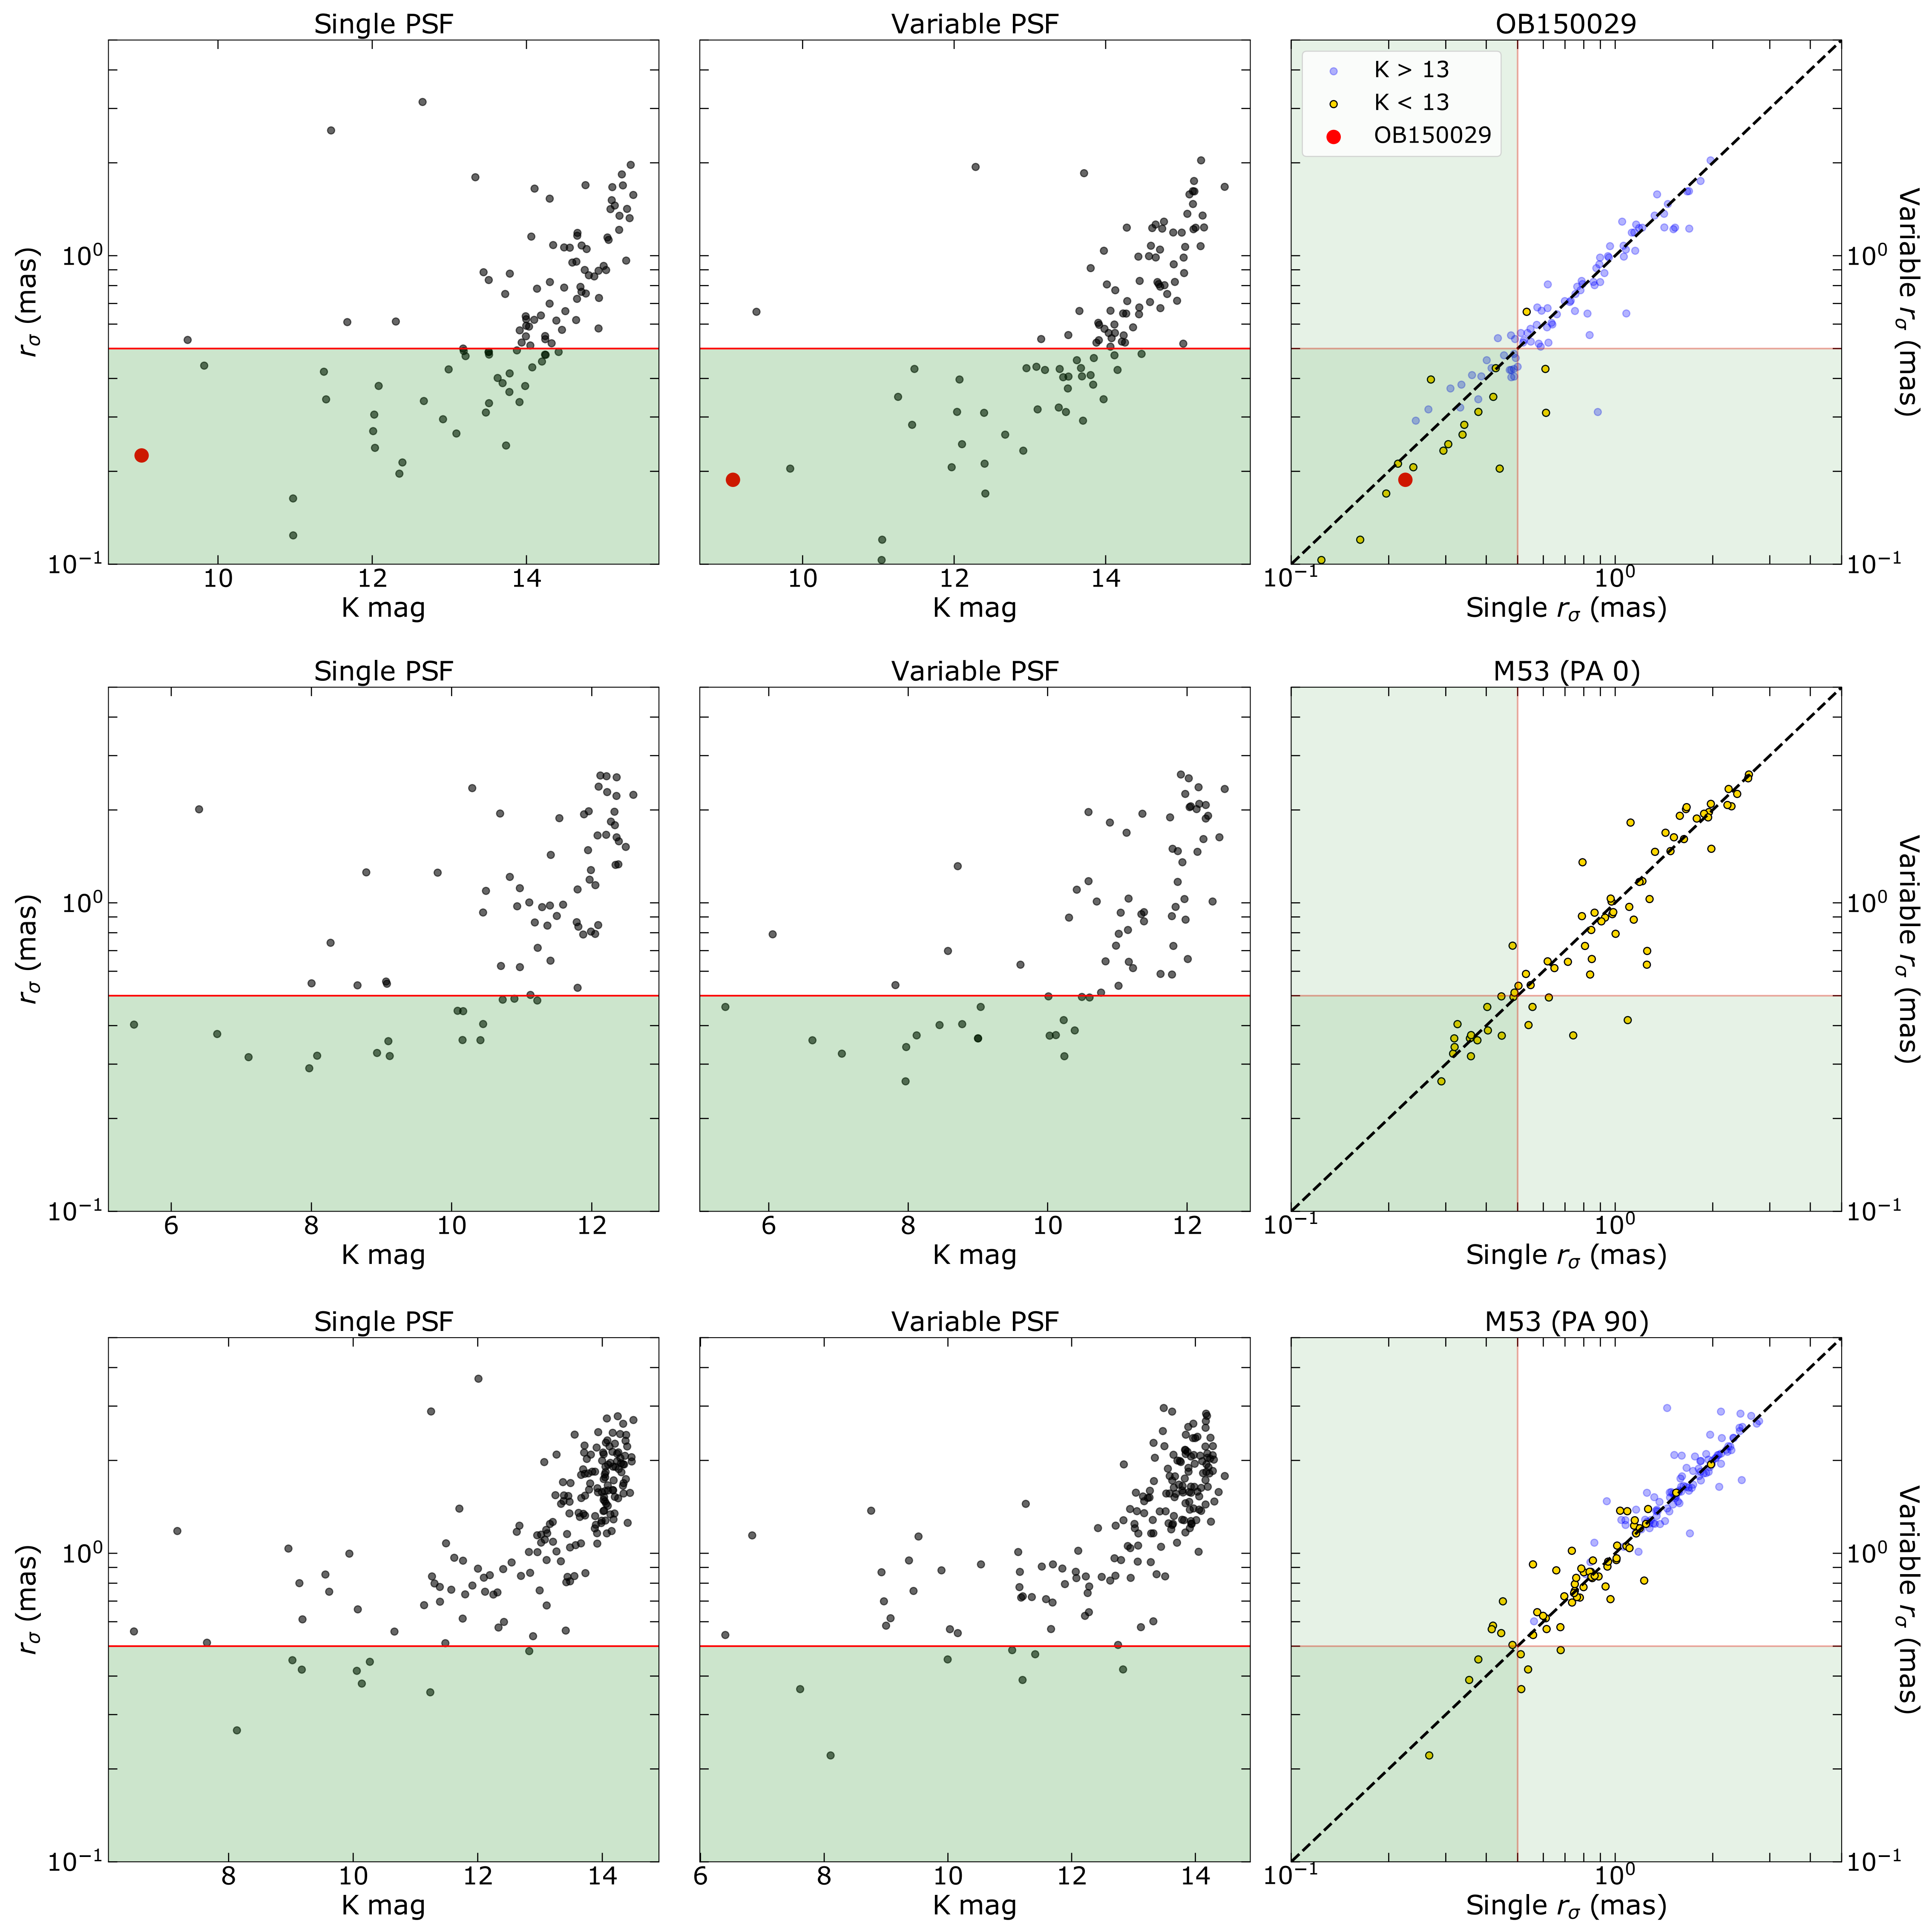 Single PSF
Variable PSF
OB150029
K > 13
K < 13
OB150029
r_σ (mas)
10^0
10^−1
10 12 14
K mag
10 12 14
K mag
10^−1 10^0
Single r_σ (mas)
10^0
10^−1
Variable r_σ (mas)
Single PSF
Variable PSF
M53 (PA 0)
r_σ (mas)
10^0
10^−1
6 8 10 12
K mag
6 8 10 12
K mag
10^−1 10^0
Single r_σ (mas)
10^0
10^−1
Variable r_σ (mas)
Single PSF
Variable PSF
M53 (PA 90)
r_σ (mas)
10^0
10^−1
8 10 12 14
K mag
6 8 10 12 14
K mag
10^−1 10^0
Single r_σ (mas)
10^0
10^−1
Variable r_σ (mas)